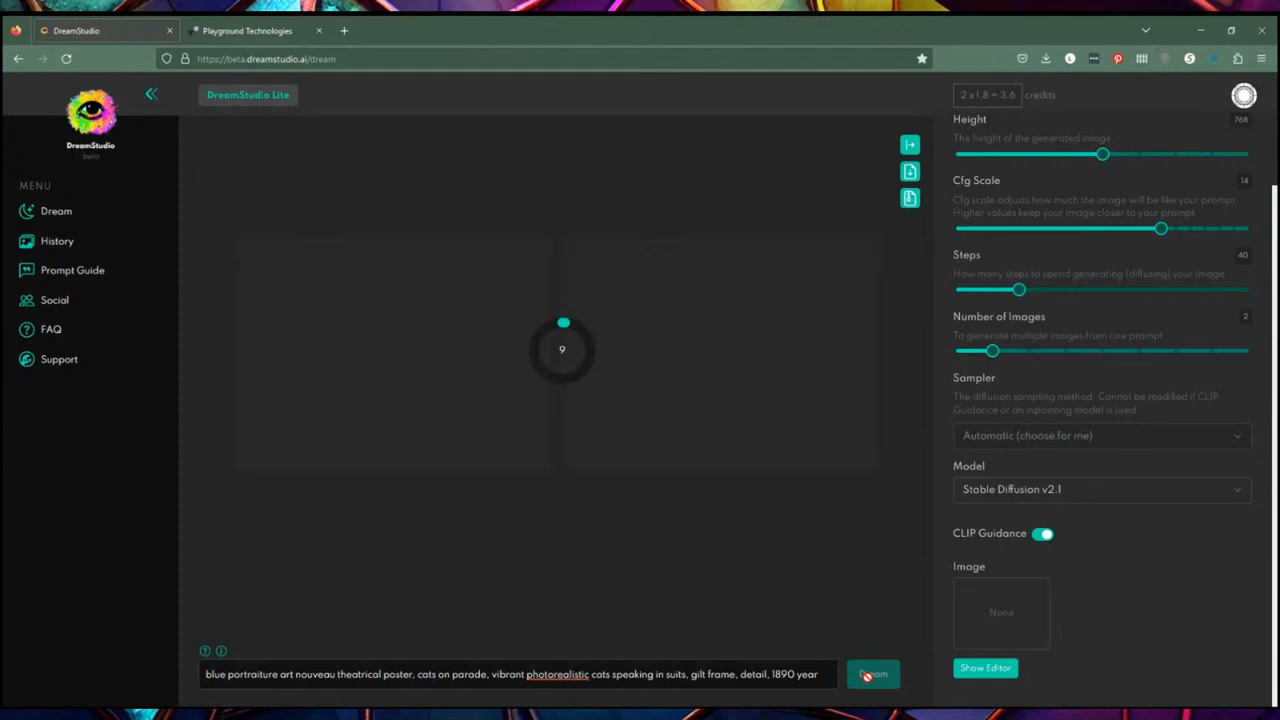 DreamStudio
Playground Technologies
https://beta.dreamstudio.ai/dream
DreamStudio
beta
MENU
Dream
History
Prompt Guide
Social
FAQ
Support
DreamStudio Lite
9
? i
blue portraiture art nouveau theatrical poster, cats on parade, vibrant photorealistic cats speaking in suits, gilt frame, detail, 1890 year
Dream
2 x 1.8 = 3.6 credits
Height 768
The height of the generated image.
Cfg Scale 14
Cfg scale adjusts how much the image will be like your prompt.
Higher values keep your image closer to your prompt.
Steps 40
How many steps to spend generating (diffusing) your image.
Number of Images 2
To generate multiple images from one prompt.
Sampler
The diffusion sampling method. Cannot be modified if CLIP
Guidance or an inpainting model is used.
Automatic (choose for me)
Model
Stable Diffusion v2.1
CLIP Guidance
Image
None
Show Editor